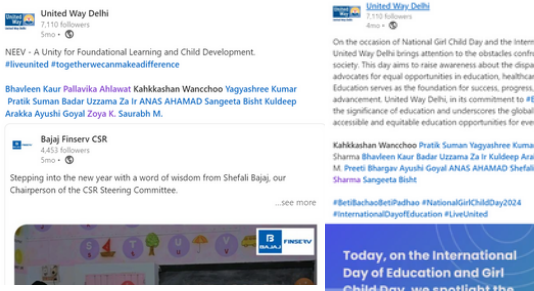 United Way Delhi
7,110 followers
5mo •
NEEV - A Unity for Foundational Learning and Child Development.
#liveunited #togetherwecanmakeadifference
Bhavleen Kaur Pallavika Ahlawat Kahkkashan Wancchoo Yagyashree Kumar
Pratik Suman Badar Uzzama Za Ir ANAS AHAMAD Sangeeta Bisht Kuldeep
Arakka Ayushi Goyal Zoya K. Saurabh M.
Bajaj Finserv CSR
4,453 followers
5mo •
Stepping into the new year with a word of wisdom from Shefali Bajaj, our
Chairperson of the CSR Steering Committee.
...see more
S T U V
BAJAJ FINSERV
United Way Delhi
7,110 followers
4mo •
On the occasion of National Girl Child Day and the Intern
United Way Delhi brings attention to the obstacles confro
society. This day aims to raise awareness about the dispa
advocates for equal opportunities in education, healthcar
Education serves as the foundation for success, progress,
advancement. United Way Delhi, in its commitment to #E
the significance of education and underscores the global
accessible and equitable education opportunities for eve
Kahkkashan Wancchoo Pratik Suman Yagyashree Kuma
Sharma Bhavleen Kaur Badar Uzzama Za Ir Kuldeep Ara
M. Preeti Bhargav Ayushi Goyal ANAS AHAMAD Shefali
Sharma Sangeeta Bisht
#BetiBachaoBetiPadhao #NationalGirlChildDay2024
#InternationalDayofEducation #LiveUnited
Today, on the International
Day of Education and Girl
Child Day, we spotlight the